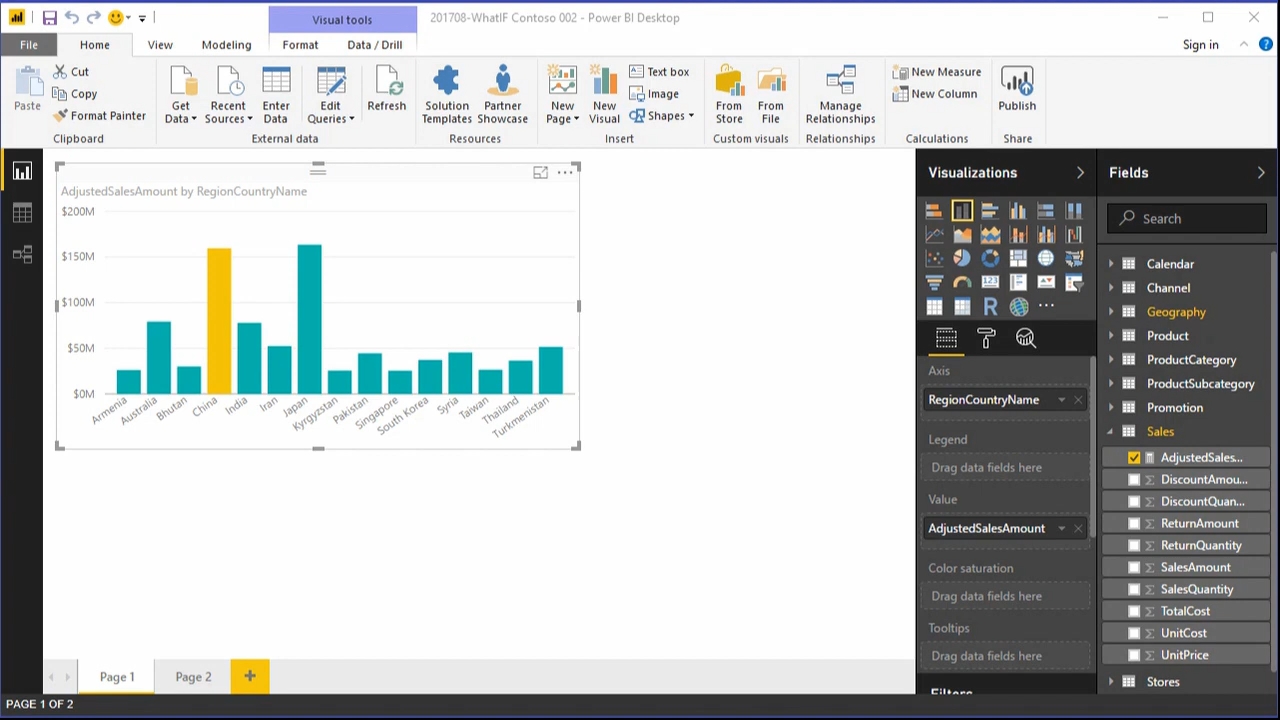 Visual tools
201708-WhatIF Contoso 002 - Power BI Desktop
File
Home
View
Modeling
Format
Data / Drill
Sign in
Paste
Cut
Copy
Format Painter
Clipboard
Get Data
Recent Sources
Enter Data
Edit Queries
External data
Refresh
Solution Templates
Partner Showcase
Resources
New Page
New Visual
Text box
Image
Shapes
Insert
From Store
From File
Custom visuals
Manage Relationships
Relationships
New Measure
New Column
Calculations
Publish
Share
AdjustedSalesAmount by RegionCountryName
$200M
$150M
$100M
$50M
$0M
Armenia
Australia
Bhutan
China
India
Iran
Japan
Kyrgyzstan
Pakistan
Singapore
South Korea
Syria
Taiwan
Thailand
Turkmenistan
Visualizations
123
R
Axis
RegionCountryName
Legend
Drag data fields here
Value
AdjustedSalesAmount
Color saturation
Drag data fields here
Tooltips
Drag data fields here
Filters
Fields
Search
Calendar
Channel
Geography
Product
ProductCategory
ProductSubcategory
Promotion
Sales
AdjustedSales...
DiscountAmou...
DiscountQuan...
ReturnAmount
ReturnQuantity
SalesAmount
SalesQuantity
TotalCost
UnitCost
UnitPrice
Stores
Page 1
Page 2
PAGE 1 OF 2